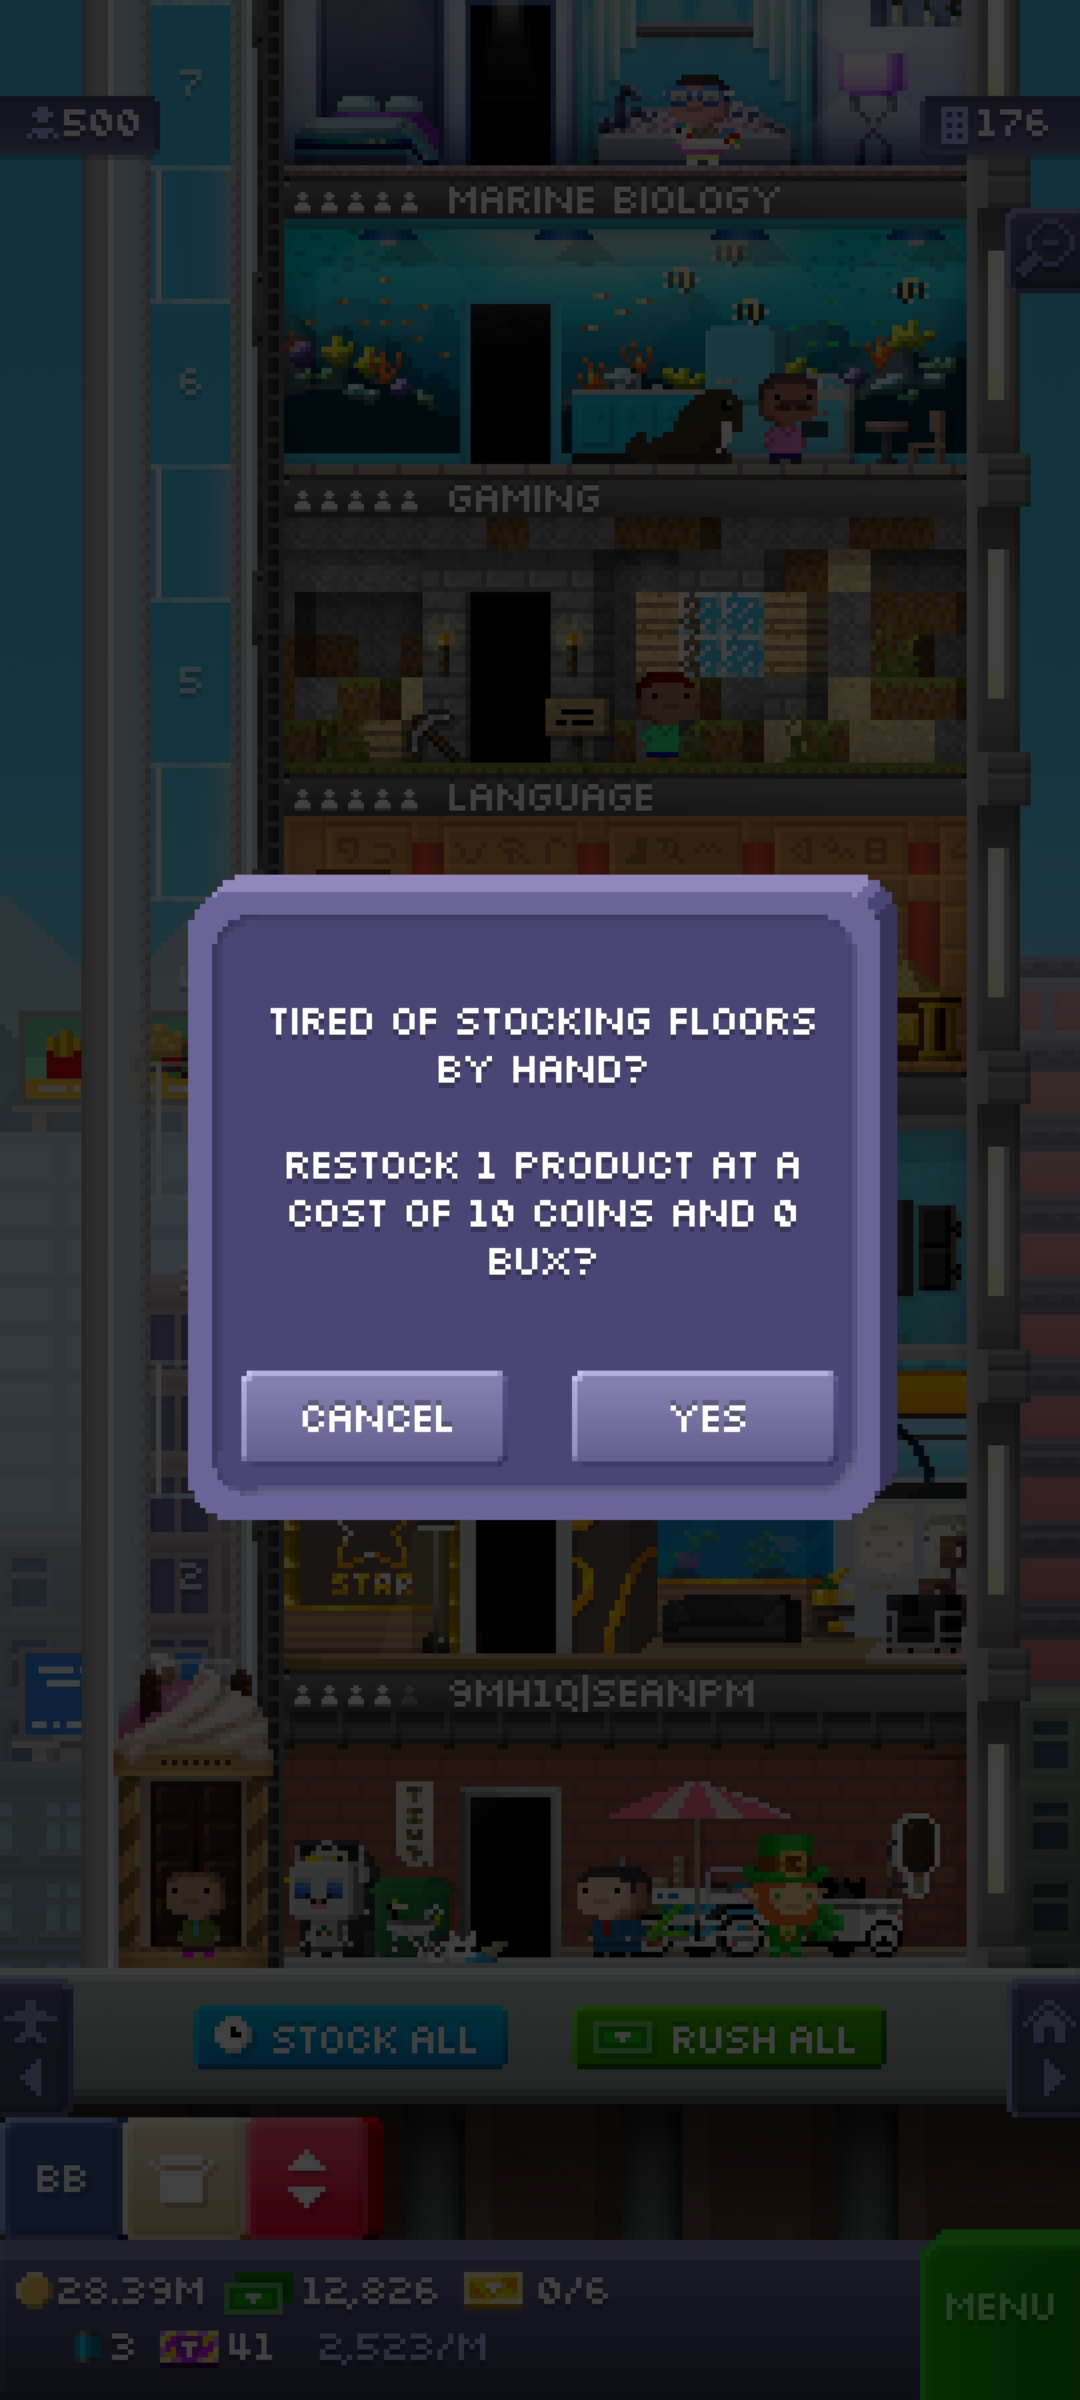 7
500
176
MARINE BIOLOGY
6
GAMING
5
LANGUAGE
TIRED OF STOCKING FLOORS
BY HAND?
RESTOCK 1 PRODUCT AT A
COST OF 10 COINS AND 0
BUX?
CANCEL
YES
2
STAR
9MH1Q|SEANPM
TINY
STOCK ALL
RUSH ALL
BB
28.39M
12,826
0/6
MENU
3
T
41
2,523/M